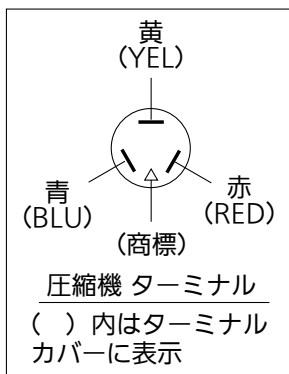 黄
(YEL)
青
(BLU)
赤
(RED)
(商標)
圧縮機 ターミナル
( ) 内はターミナル
カバーに表示